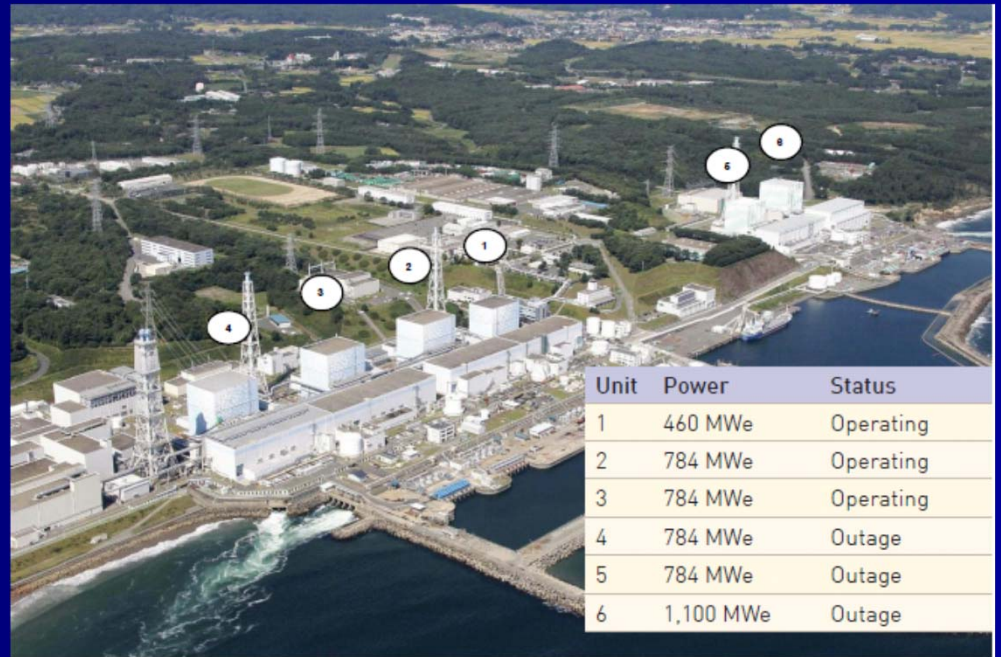 6
5
1
2
3
4
Unit Power Status
1 460 MWe Operating
2 784 MWe Operating
3 784 MWe Operating
4 784 MWe Outage
5 784 MWe Outage
6 1,100 MWe Outage